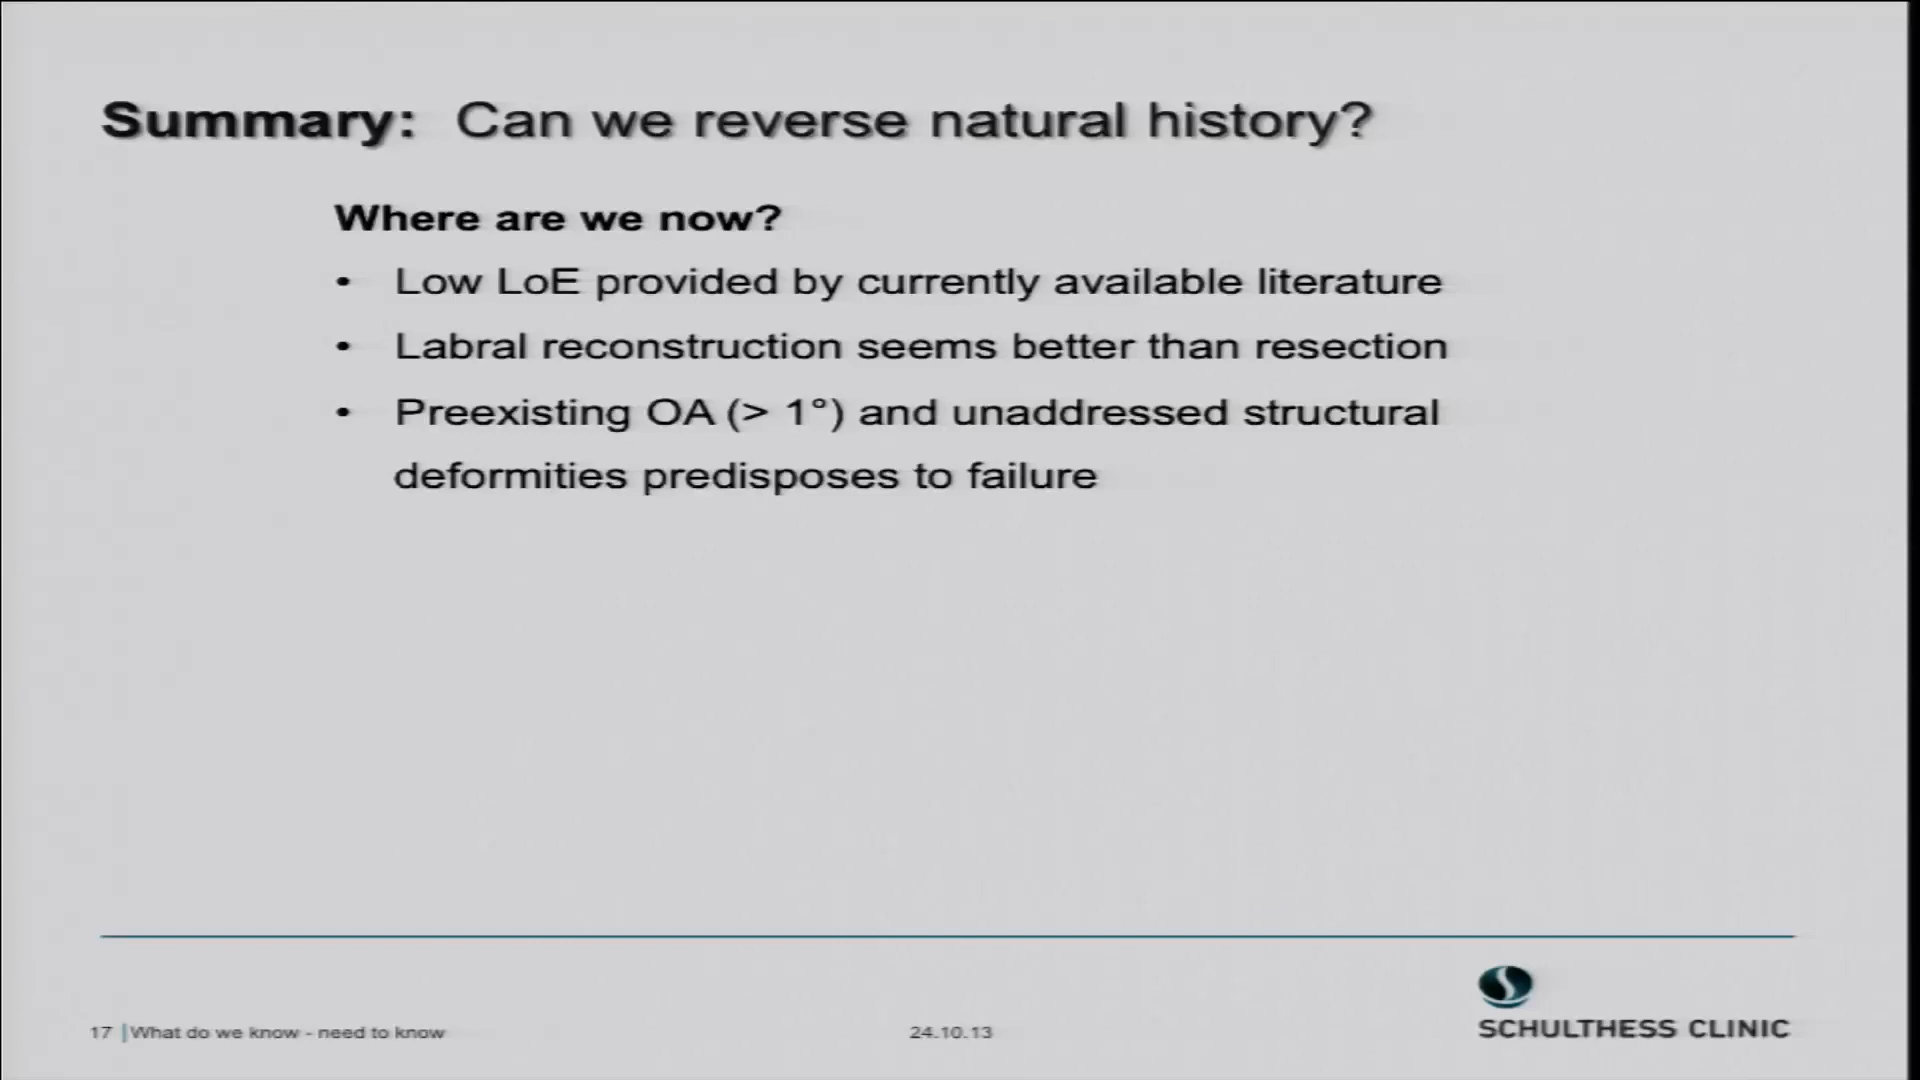 Summary: Can we reverse natural history?
Where are we now?
• Low LoE provided by currently available literature
• Labral reconstruction seems better than resection
• Preexisting OA (> 1°) and unaddressed structural
deformities predisposes to failure
17 | What do we know - need to know
24.10.13
SCHULTHESS CLINIC